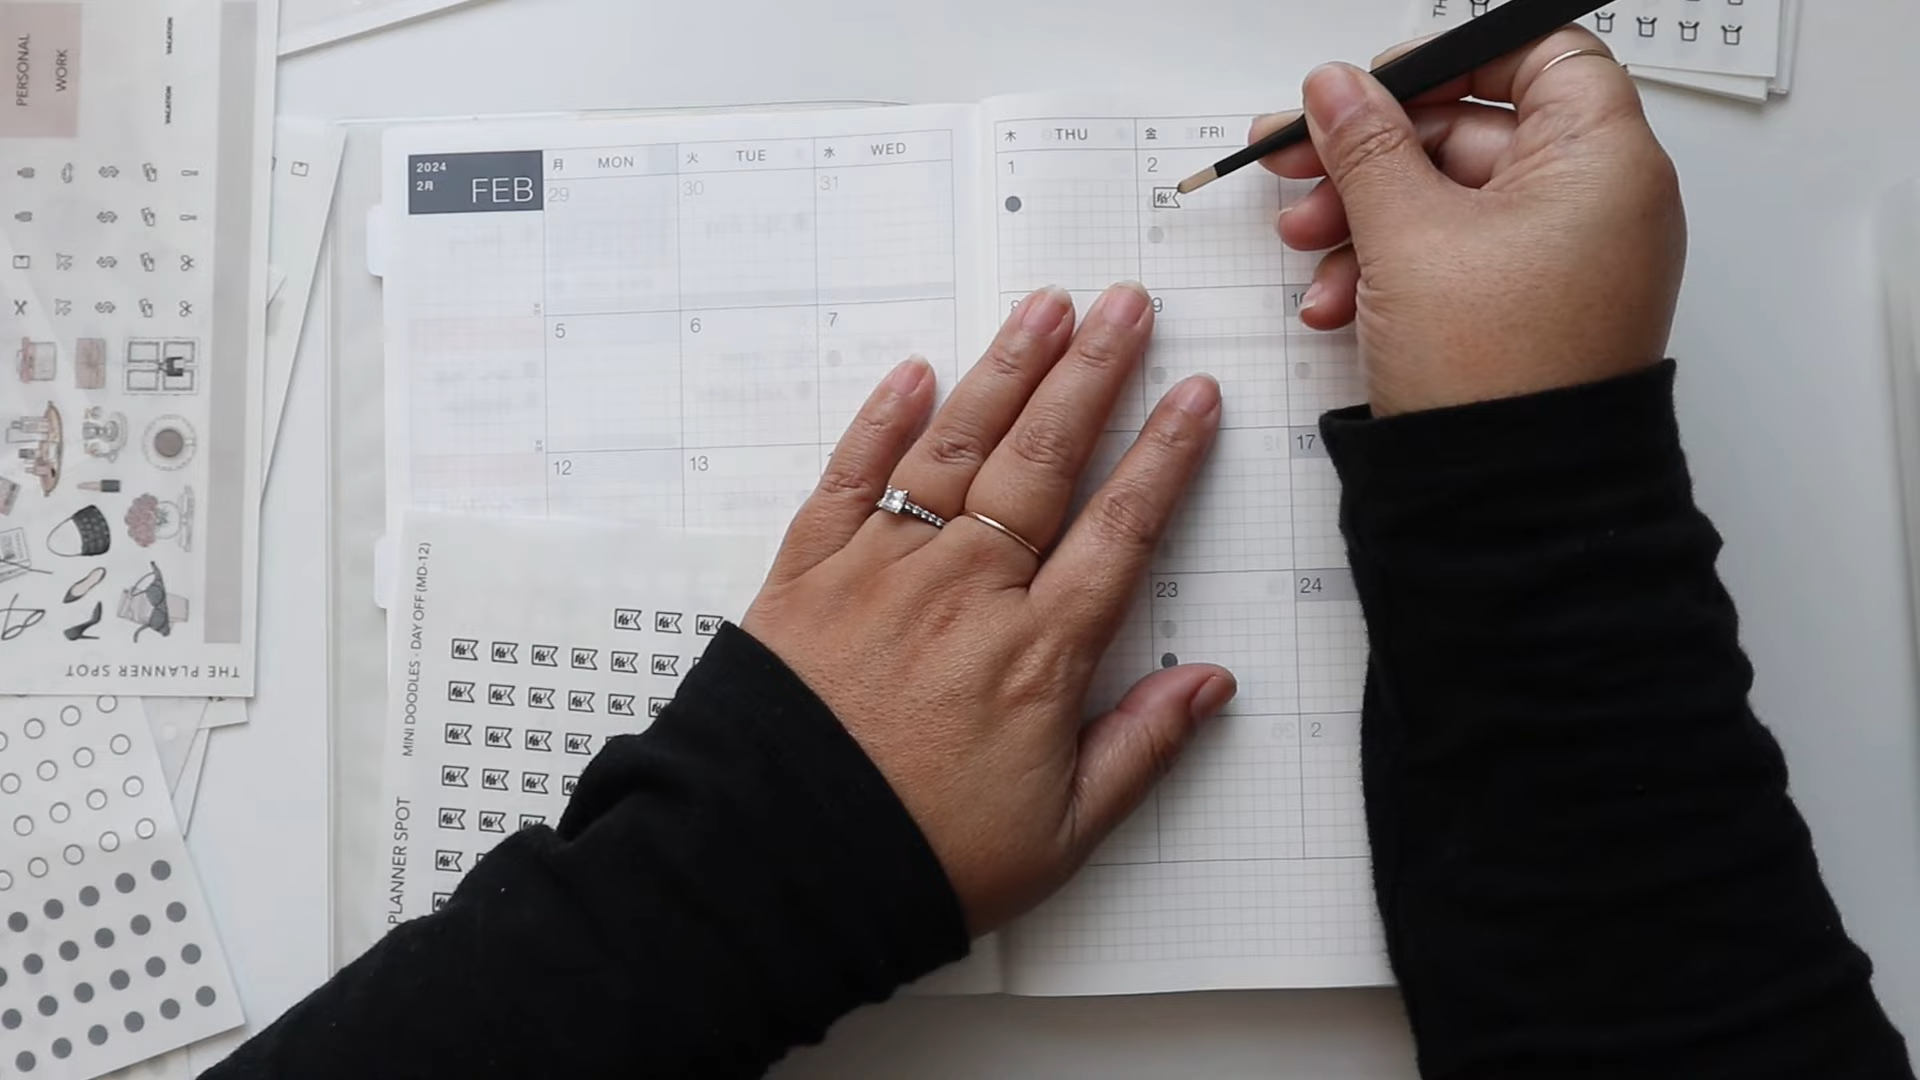 PERSONAL
WORK
VACATION
VACATION
THE PLANNER SPOT
2024
2月
FEB
月 MON
火 TUE
水 WED
木 THU
金 FRI
29
30
31
1
2
5
6
7
8
9
10
12
13
17
23
24
2
MINI DOODLES - DAY OFF (MD-12)
PLANNER SPOT